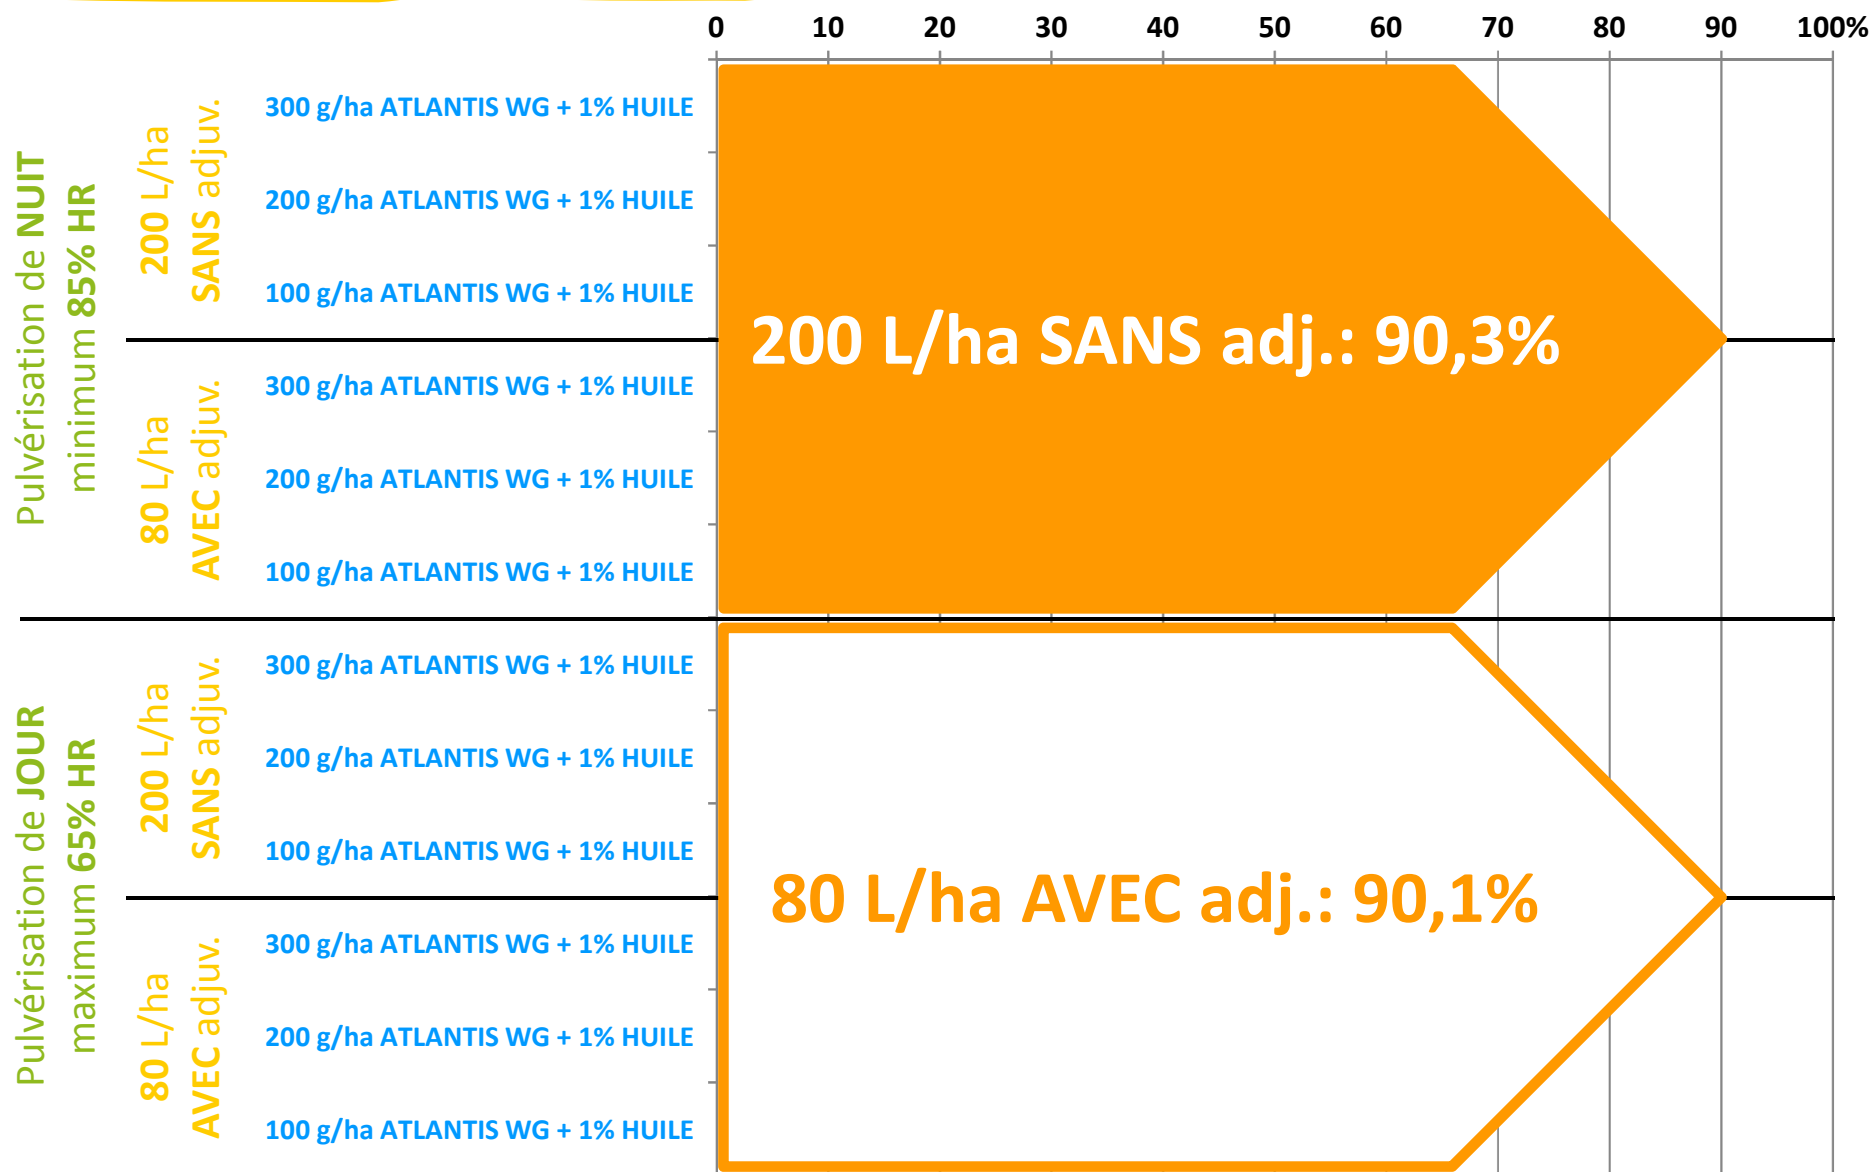 0 10 20 30 40 50 60 70 80 90 100%
Pulvérisation de NUIT
minimum 85% HR
200 L/ha
SANS adjuv.
300 g/ha ATLANTIS WG + 1% HUILE
200 g/ha ATLANTIS WG + 1% HUILE
100 g/ha ATLANTIS WG + 1% HUILE
200 L/ha SANS adj.: 90,3%
80 L/ha
AVEC adjuv.
300 g/ha ATLANTIS WG + 1% HUILE
200 g/ha ATLANTIS WG + 1% HUILE
100 g/ha ATLANTIS WG + 1% HUILE
Pulvérisation de JOUR
maximum 65% HR
200 L/ha
SANS adjuv.
300 g/ha ATLANTIS WG + 1% HUILE
200 g/ha ATLANTIS WG + 1% HUILE
100 g/ha ATLANTIS WG + 1% HUILE
80 L/ha AVEC adj.: 90,1%
80 L/ha
AVEC adjuv.
300 g/ha ATLANTIS WG + 1% HUILE
200 g/ha ATLANTIS WG + 1% HUILE
100 g/ha ATLANTIS WG + 1% HUILE